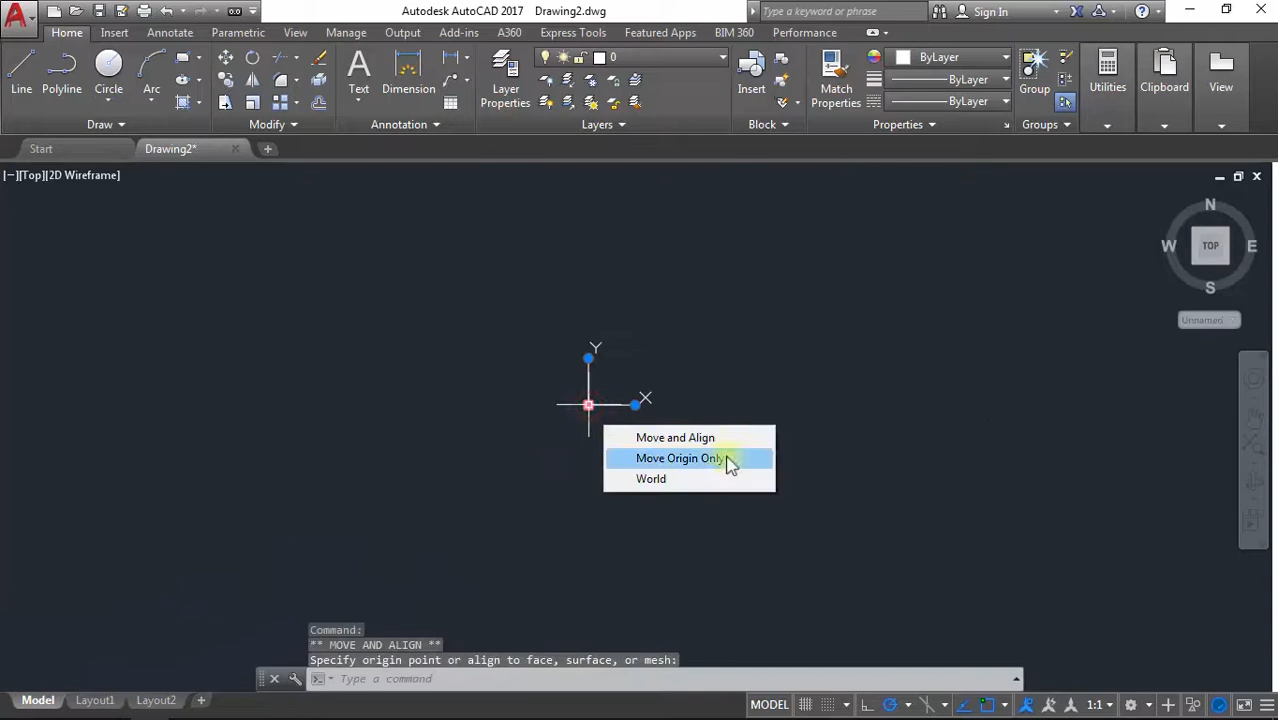 Autodesk AutoCAD 2017 Drawing2.dwg
Type a keyword or phrase
Sign In
Home Insert Annotate Parametric View Manage Output Add-ins A360 Express Tools Featured Apps BIM 360 Performance
Line Polyline Circle Arc
Text Dimension
Layer Properties
0
Insert
Match Properties
ByLayer
ByLayer
ByLayer
Group
Utilities
Clipboard
View
Draw Modify Annotation Layers Block Properties Groups
Start Drawing2*
[−][Top][2D Wireframe]
N
W TOP E
S
Unnamed
Y
X
Move and Align
Move Origin Only
World
Command:
** MOVE AND ALIGN **
Specify origin point or align to face, surface, or mesh:
Type a command
Model Layout1 Layout2 +
MODEL 1:1